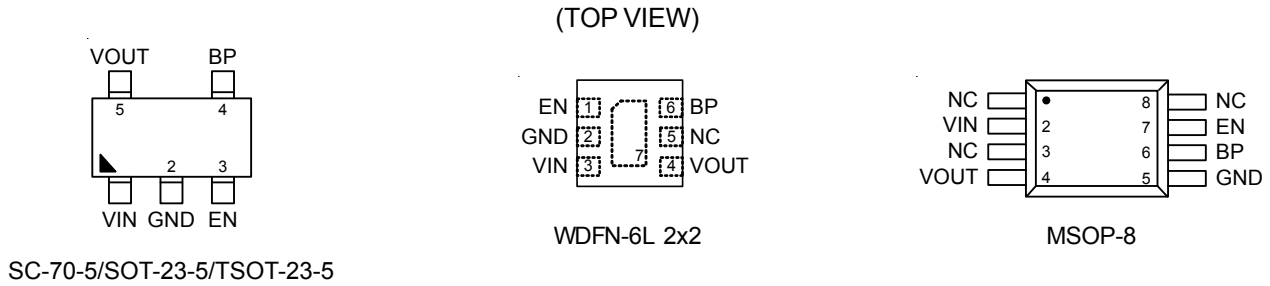 (TOP VIEW)
VOUT BP
5 4
2 3
VIN GND EN
SC-70-5/SOT-23-5/TSOT-23-5
EN 1 6 BP
GND 2 5 NC
VIN 3 7 4 VOUT
WDFN-6L 2x2
NC 8 NC
VIN 2 7 EN
NC 3 6 BP
VOUT 4 5 GND
MSOP-8